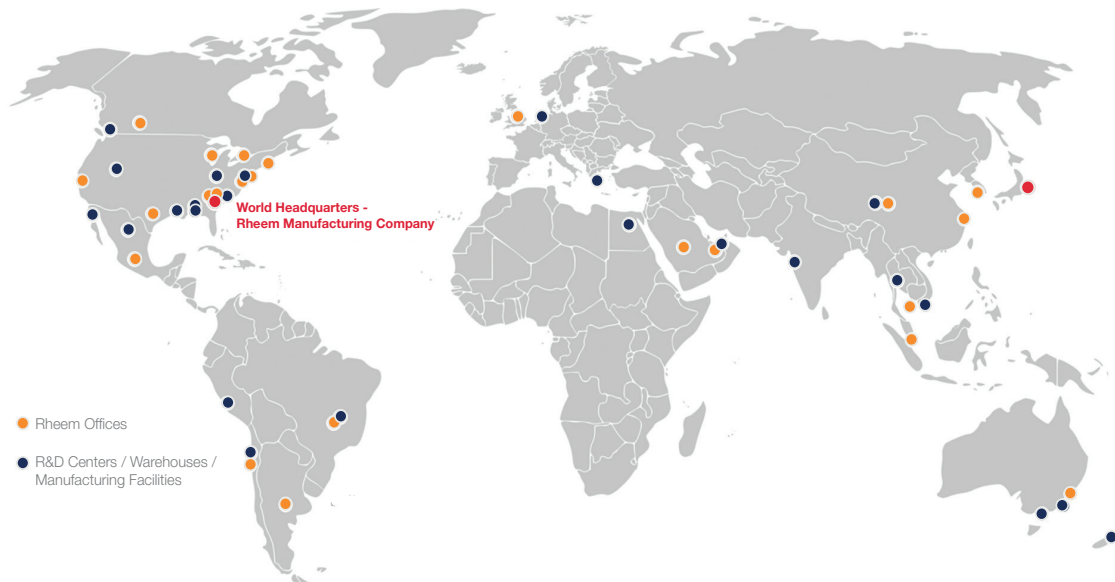 World Headquarters -
Rheem Manufacturing Company
Rheem Offices
R&D Centers / Warehouses /
Manufacturing Facilities